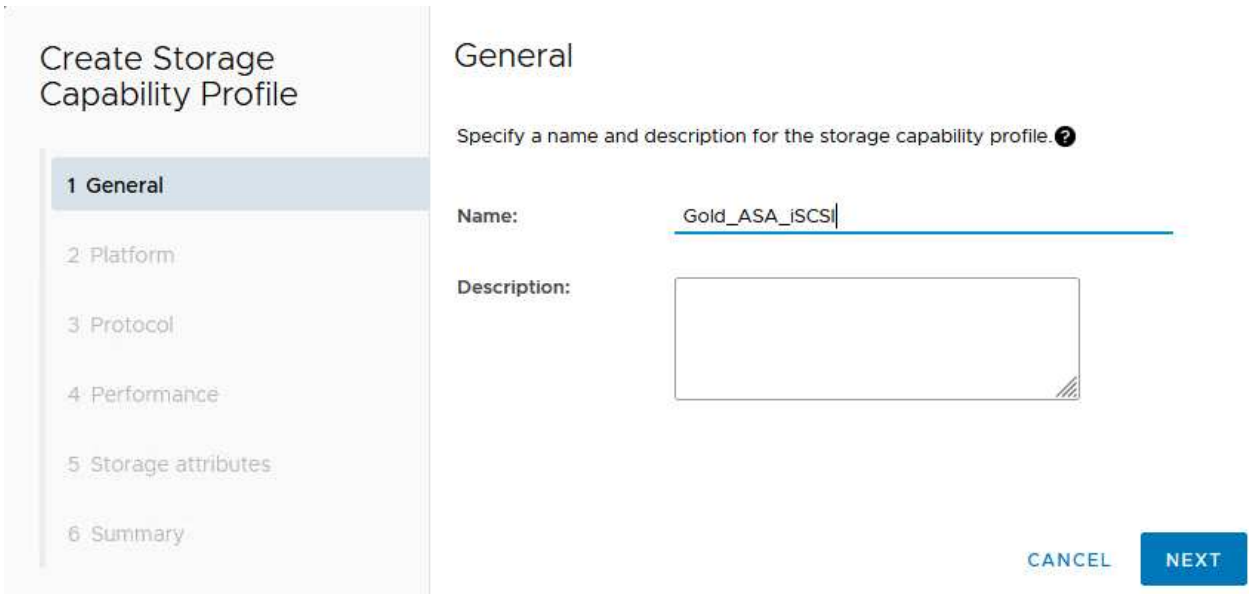 Create Storage
Capability Profile
1 General
2 Platform
3 Protocol
4 Performance
5 Storage attributes
6 Summary
General
Specify a name and description for the storage capability profile.
Name:
Gold_ASA_iSCSI
Description:
CANCEL
NEXT